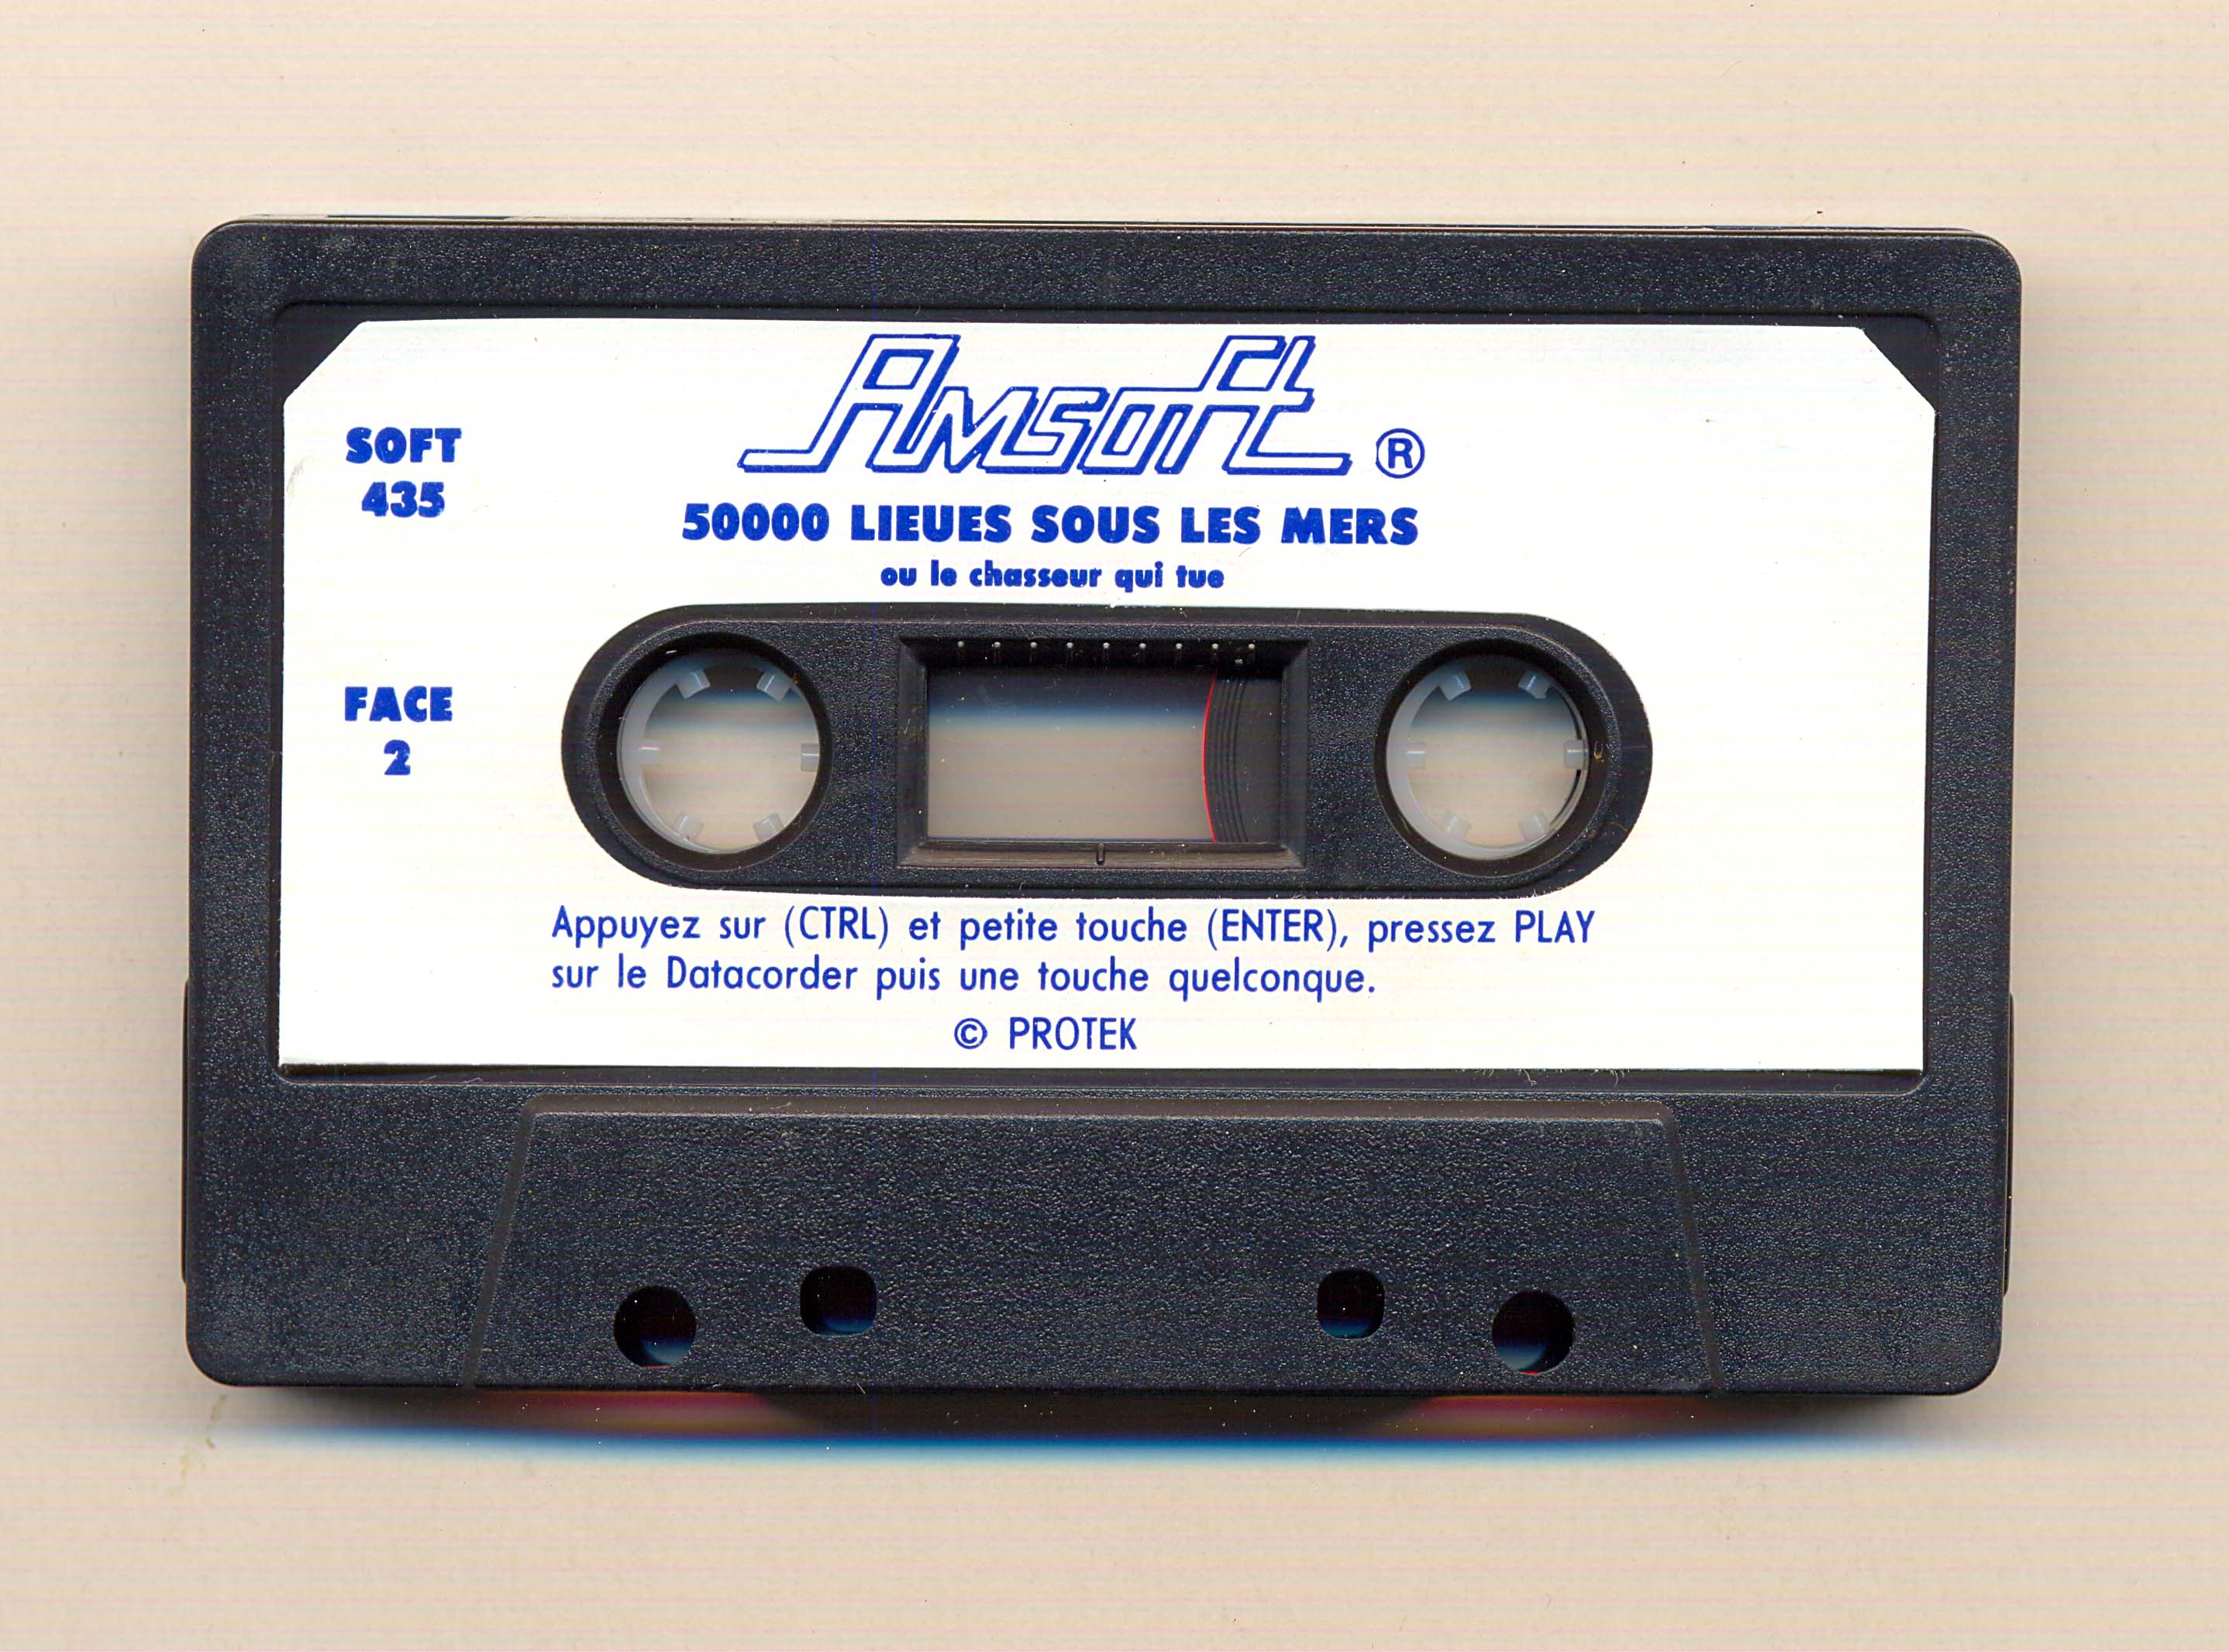 Amsoft ®
SOFT
435
50000 LIEUES SOUS LES MERS
ou le chasseur qui tue
FACE
2
Appuyez sur (CTRL) et petite touche (ENTER), pressez PLAY
sur le Datacorder puis une touche quelconque.
© PROTEK